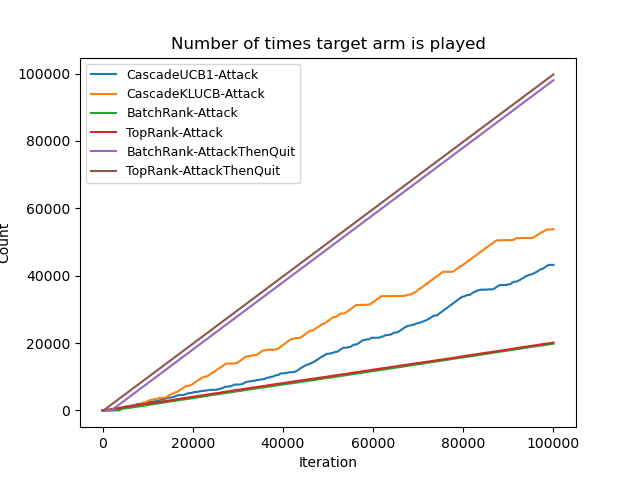 Number of times target arm is played
CascadeUCB1-Attack
CascadeKLUCB-Attack
BatchRank-Attack
TopRank-Attack
BatchRank-AttackThenQuit
TopRank-AttackThenQuit
100000
80000
60000
40000
20000
0
Count
0 20000 40000 60000 80000 100000
Iteration